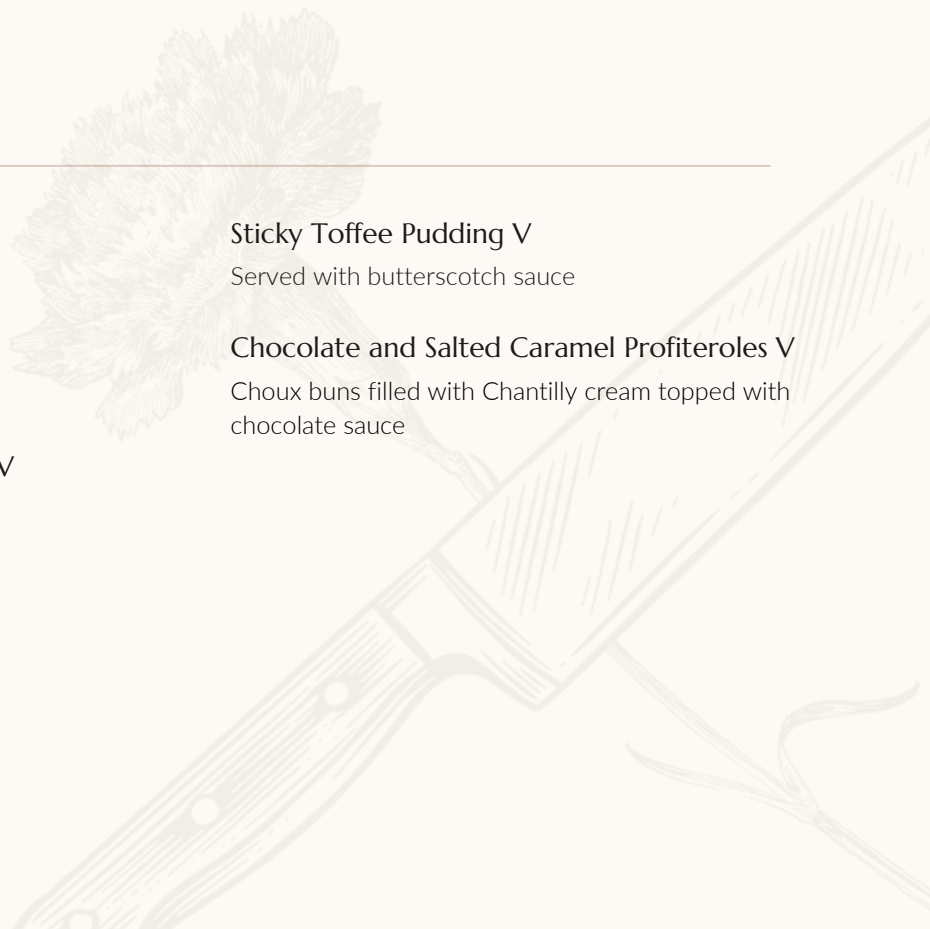 Sticky Toffee Pudding V
Served with butterscotch sauce
Chocolate and Salted Caramel Profiteroles V
Choux buns filled with Chantilly cream topped with
chocolate sauce
V